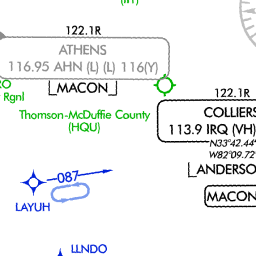 122.1R
ATHENS
116.95 AHN (L) (L) 116(Y)
Rgnl
MACON
Thomson-McDuffie County
(HQU)
122.1R
COLLIERS
113.9 IRQ (VH)
N33°42.44'
W82°09.72'
ANDERSO
MACON
087
LAYUH
LLNDO